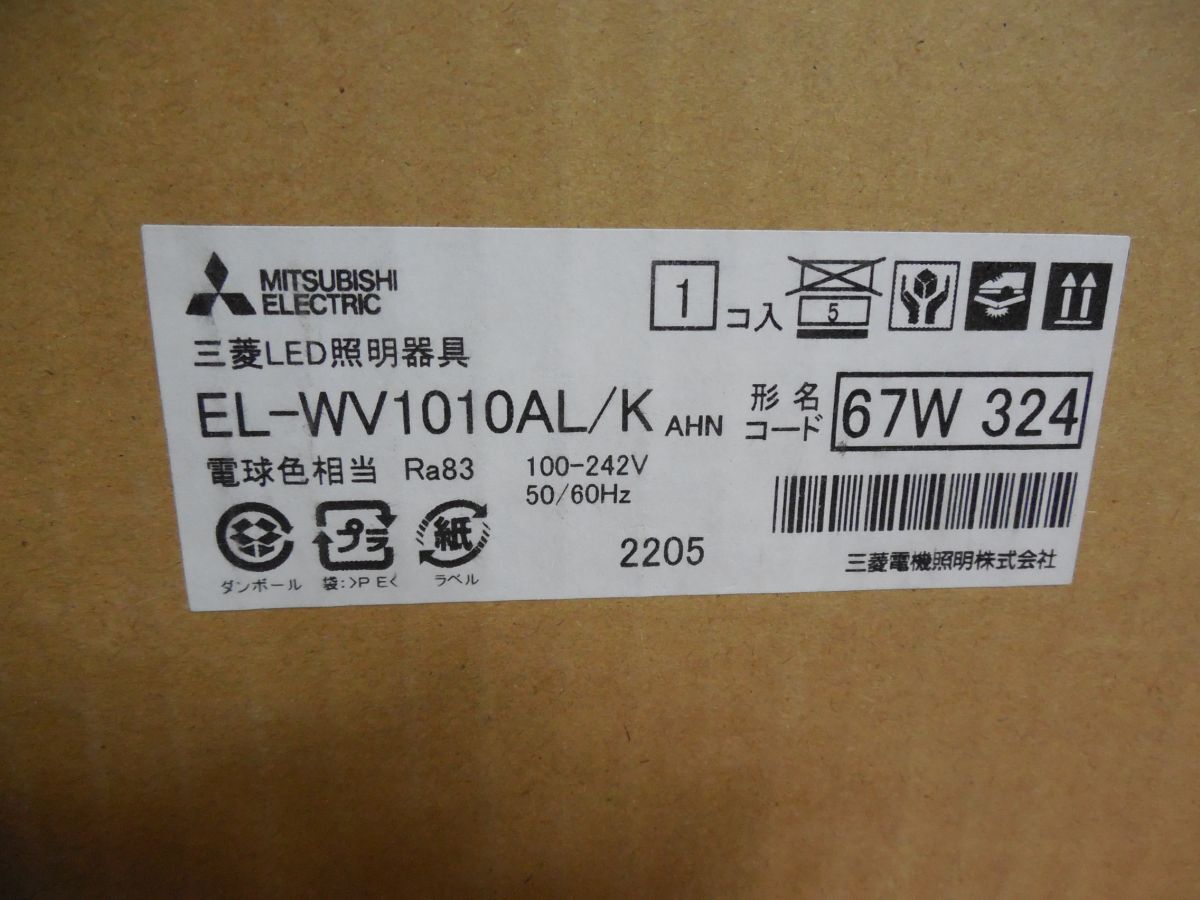 MITSUBISHI
ELECTRIC
1 コ入
5
三菱LED照明器具
EL-WV1010AL/K AHN
形名
コード
67W 324
電球色相当 Ra83
100-242V
50/60Hz
ダンボール
プラ
袋:>PE<
紙
ラベル
2205
三菱電機照明株式会社